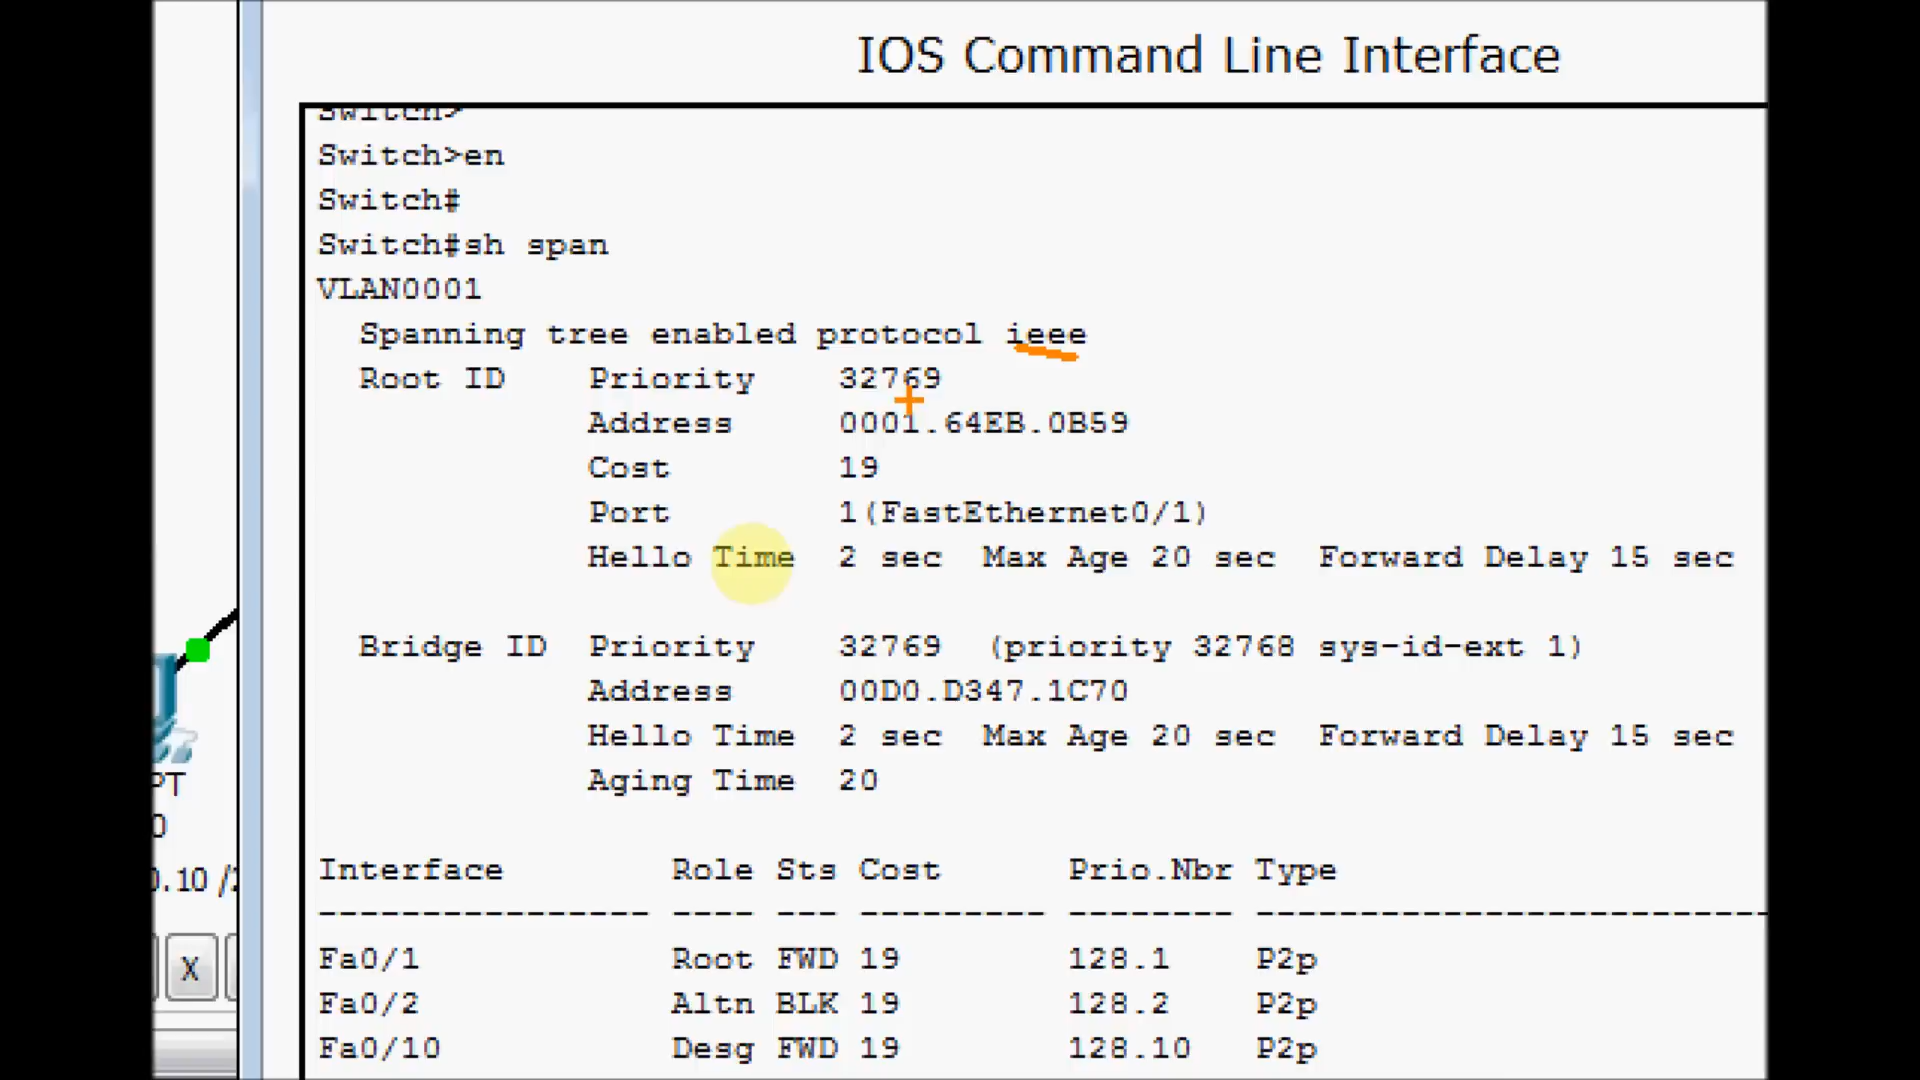 IOS Command Line Interface
Switch>
Switch>en
Switch#
Switch#sh span
VLAN0001
Spanning tree enabled protocol ieee
Root ID Priority 32769
Address 0001.64EB.0B59
Cost 19
Port 1(FastEthernet0/1)
Hello Time 2 sec Max Age 20 sec Forward Delay 15 sec
Bridge ID Priority 32769 (priority 32768 sys-id-ext 1)
Address 00D0.D347.1C70
Hello Time 2 sec Max Age 20 sec Forward Delay 15 sec
Aging Time 20
Interface Role Sts Cost Prio.Nbr Type
---------------- ---- --- --------- -------- -------------------------
Fa0/1 Root FWD 19 128.1 P2p
Fa0/2 Altn BLK 19 128.2 P2p
Fa0/10 Desg FWD 19 128.10 P2p
PT
0
0.10 /
X